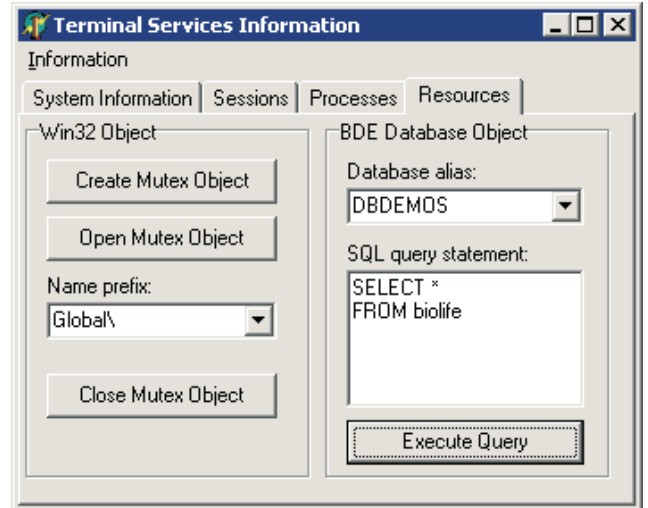 Terminal Services Information
Information
System Information
Sessions
Processes
Resources
Win32 Object
Create Mutex Object
Open Mutex Object
Name prefix:
Global\
Close Mutex Object
BDE Database Object
Database alias:
DBDEMOS
SQL query statement:
SELECT *
FROM biolife
Execute Query